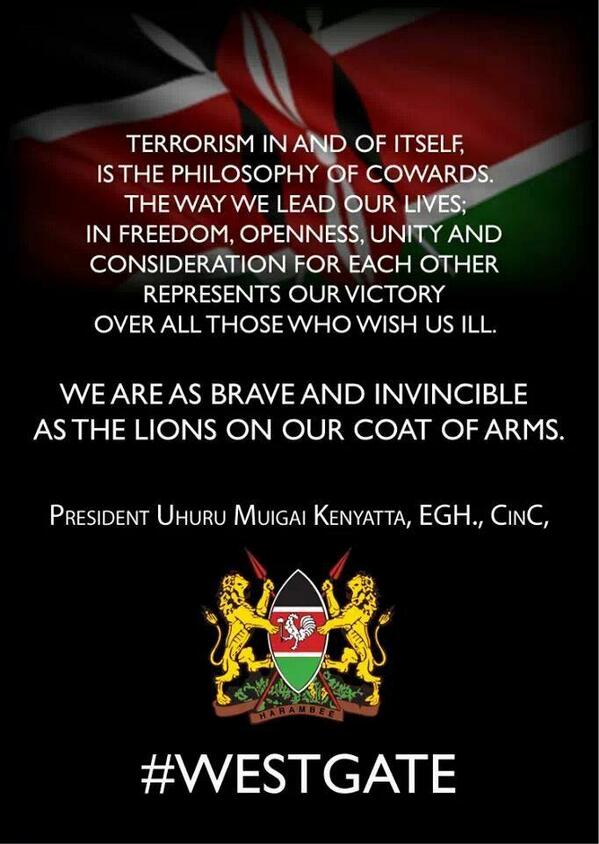 TERRORISM IN AND OF ITSELF,
IS THE PHILOSOPHY OF COWARDS.
THE WAY WE LEAD OUR LIVES;
IN FREEDOM, OPENNESS, UNITY AND
CONSIDERATION FOR EACH OTHER
REPRESENTS OUR VICTORY
OVER ALL THOSE WHO WISH US ILL.
WE ARE AS BRAVE AND INVINCIBLE
AS THE LIONS ON OUR COAT OF ARMS.
PRESIDENT UHURU MUIGAI KENYATTA, EGH., CINC,
HARAMBEE
#WESTGATE